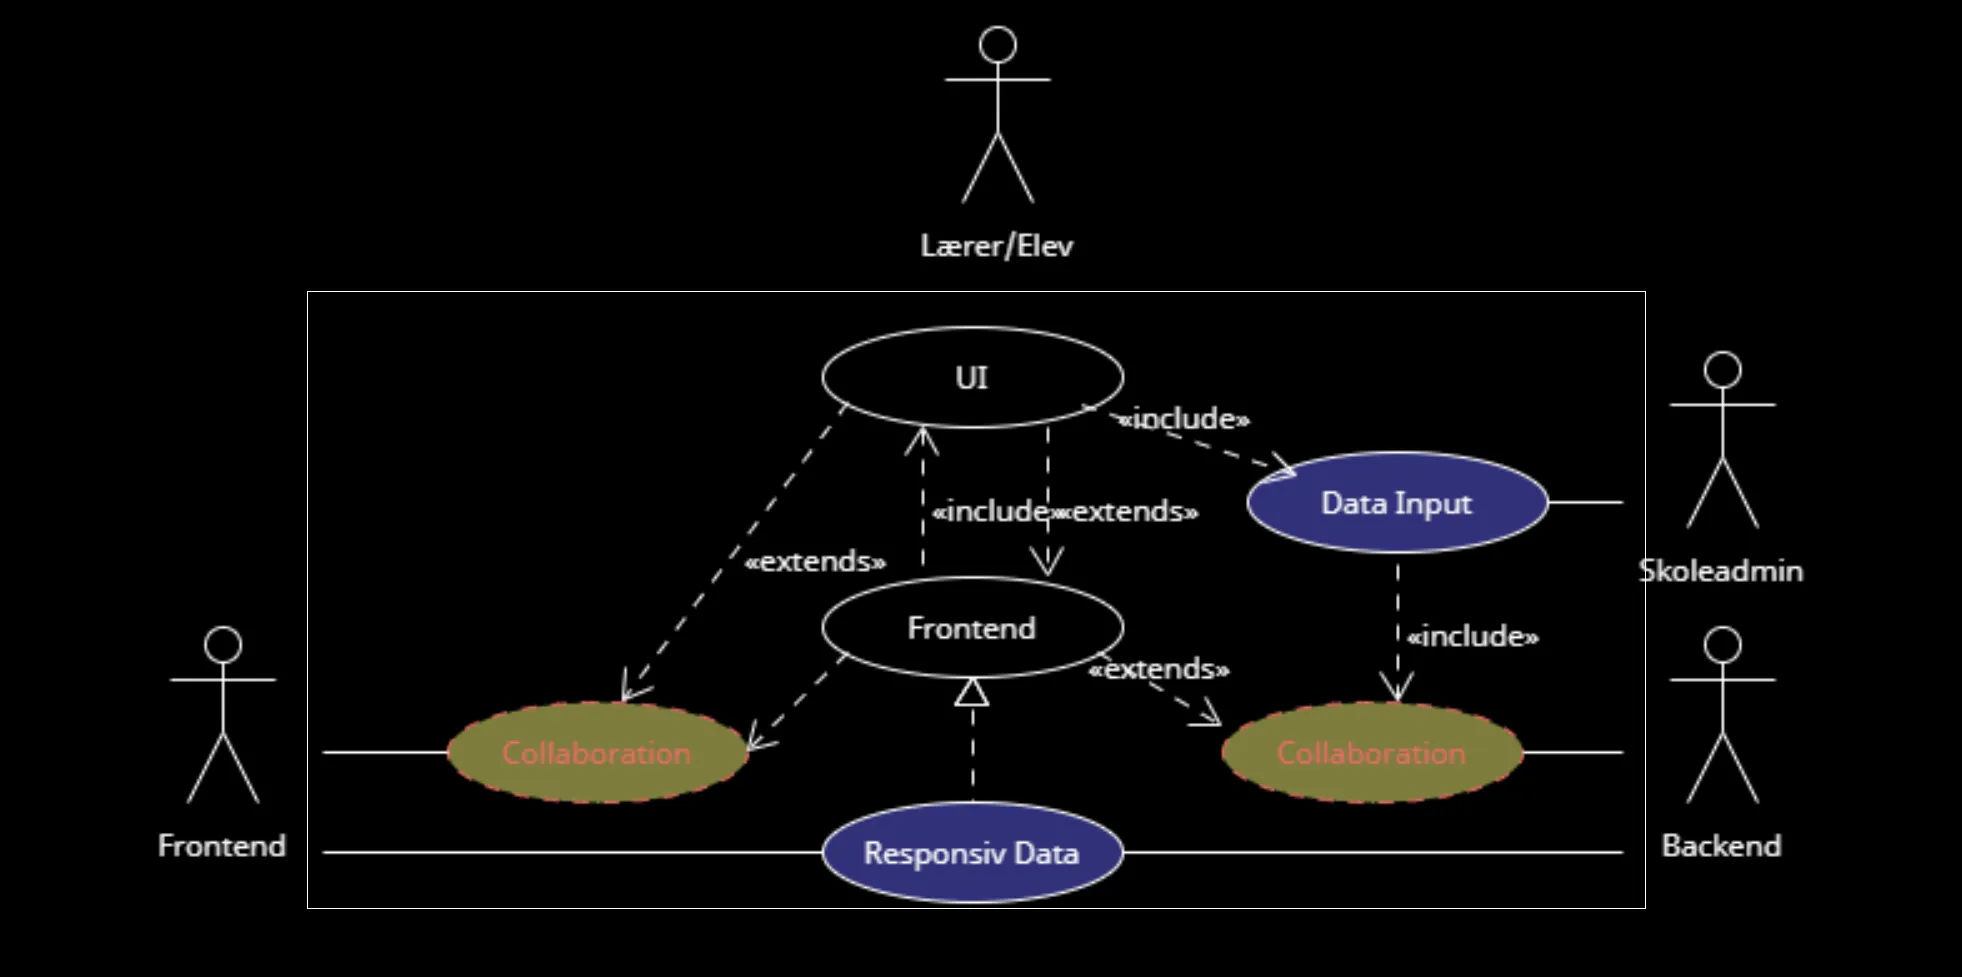 Lærer/Elev
UI
«include»
Data Input
«include»
«extends»
«extends»
Skoleadmin
Frontend
«include»
«extends»
Collaboration
Collaboration
Frontend
Responsiv Data
Backend